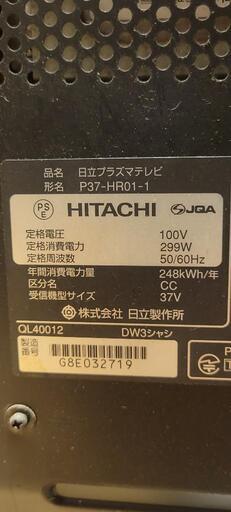 品名 日立プラズマテレビ
形名 P37-HR01-1
PS E HITACHI JQA
定格電圧 100V
定格消費電力 299W
定格周波数 50/60Hz
年間消費電力量 248kWh/年
区分名 CC
受信機型サイズ 37V
株式会社 日立製作所
QL40012 DW3シャシ
製造番号 G8E032719
P